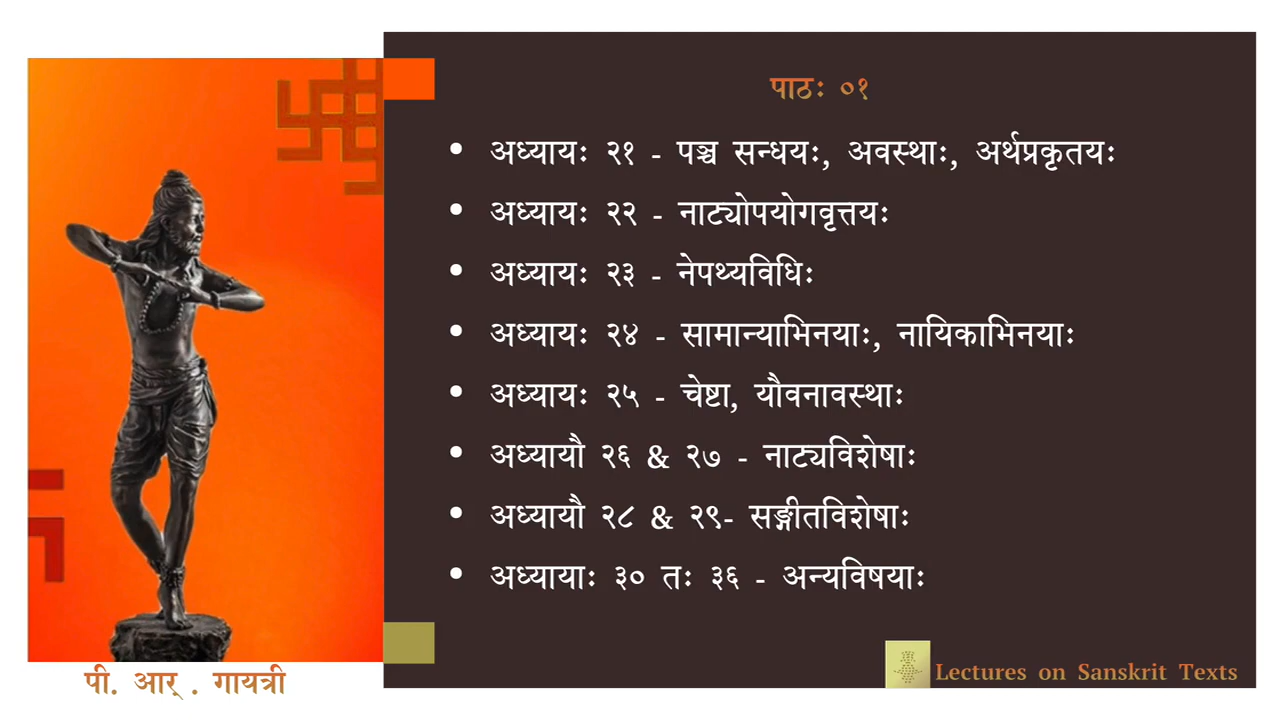 पाठः ०१
• अध्यायः २१ - पञ्च सन्धयः, अवस्थाः, अर्थप्रकृतयः
• अध्यायः २२ - नाट्योपयोगवृत्तयः
• अध्यायः २३ - नेपथ्यविधिः
• अध्यायः २४ - सामान्याभिनयाः, नायिकाभिनयाः
• अध्यायः २५ - चेष्टा, यौवनावस्थाः
• अध्यायौ २६ & २७ - नाट्यविशेषाः
• अध्यायौ २८ & २९- सङ्गीतविशेषाः
• अध्यायाः ३० तः ३६ - अन्यविषयाः
पी. आर् . गायत्री
Lectures on Sanskrit Texts